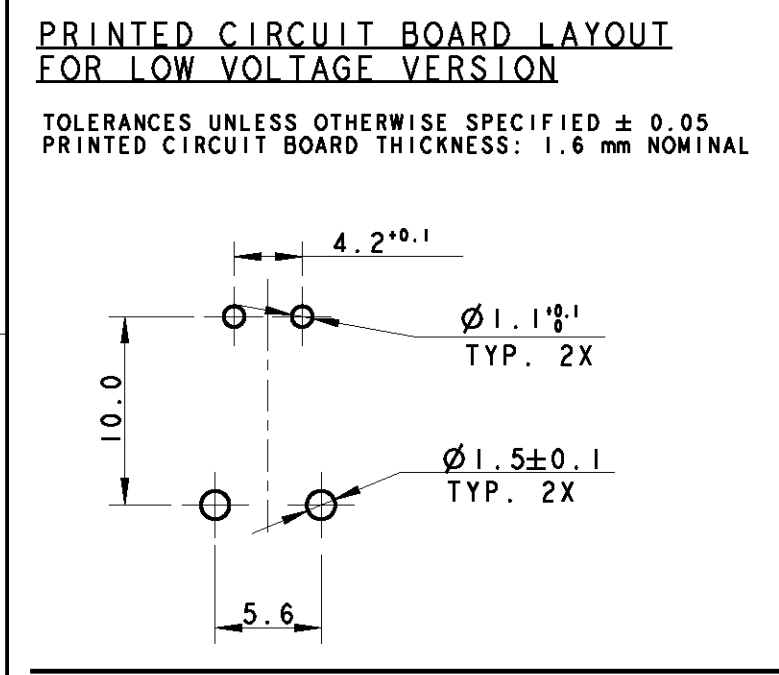 PRINTED CIRCUIT BOARD LAYOUT
FOR LOW VOLTAGE VERSION
TOLERANCES UNLESS OTHERWISE SPECIFIED ± 0.05
PRINTED CIRCUIT BOARD THICKNESS: 1.6 mm NOMINAL
4.2+0.1
Ø1.1+0.1 0
TYP. 2X
10.0
Ø1.5±0.1
TYP. 2X
5.6